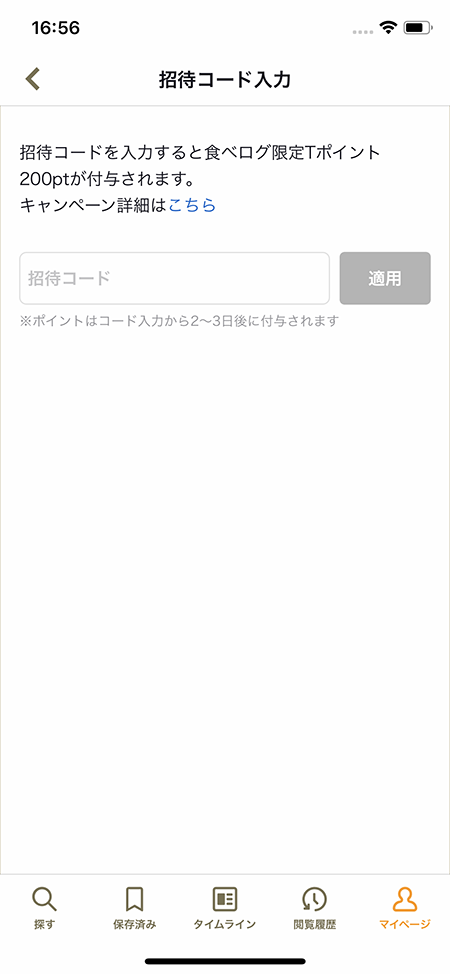 16:56
招待コード入力
招待コードを入力すると食べログ限定Tポイント
200ptが付与されます。
キャンペーン詳細はこちら
招待コード
適用
※ポイントはコード入力から2〜3日後に付与されます
探す
保存済み
タイムライン
閲覧履歴
マイページ